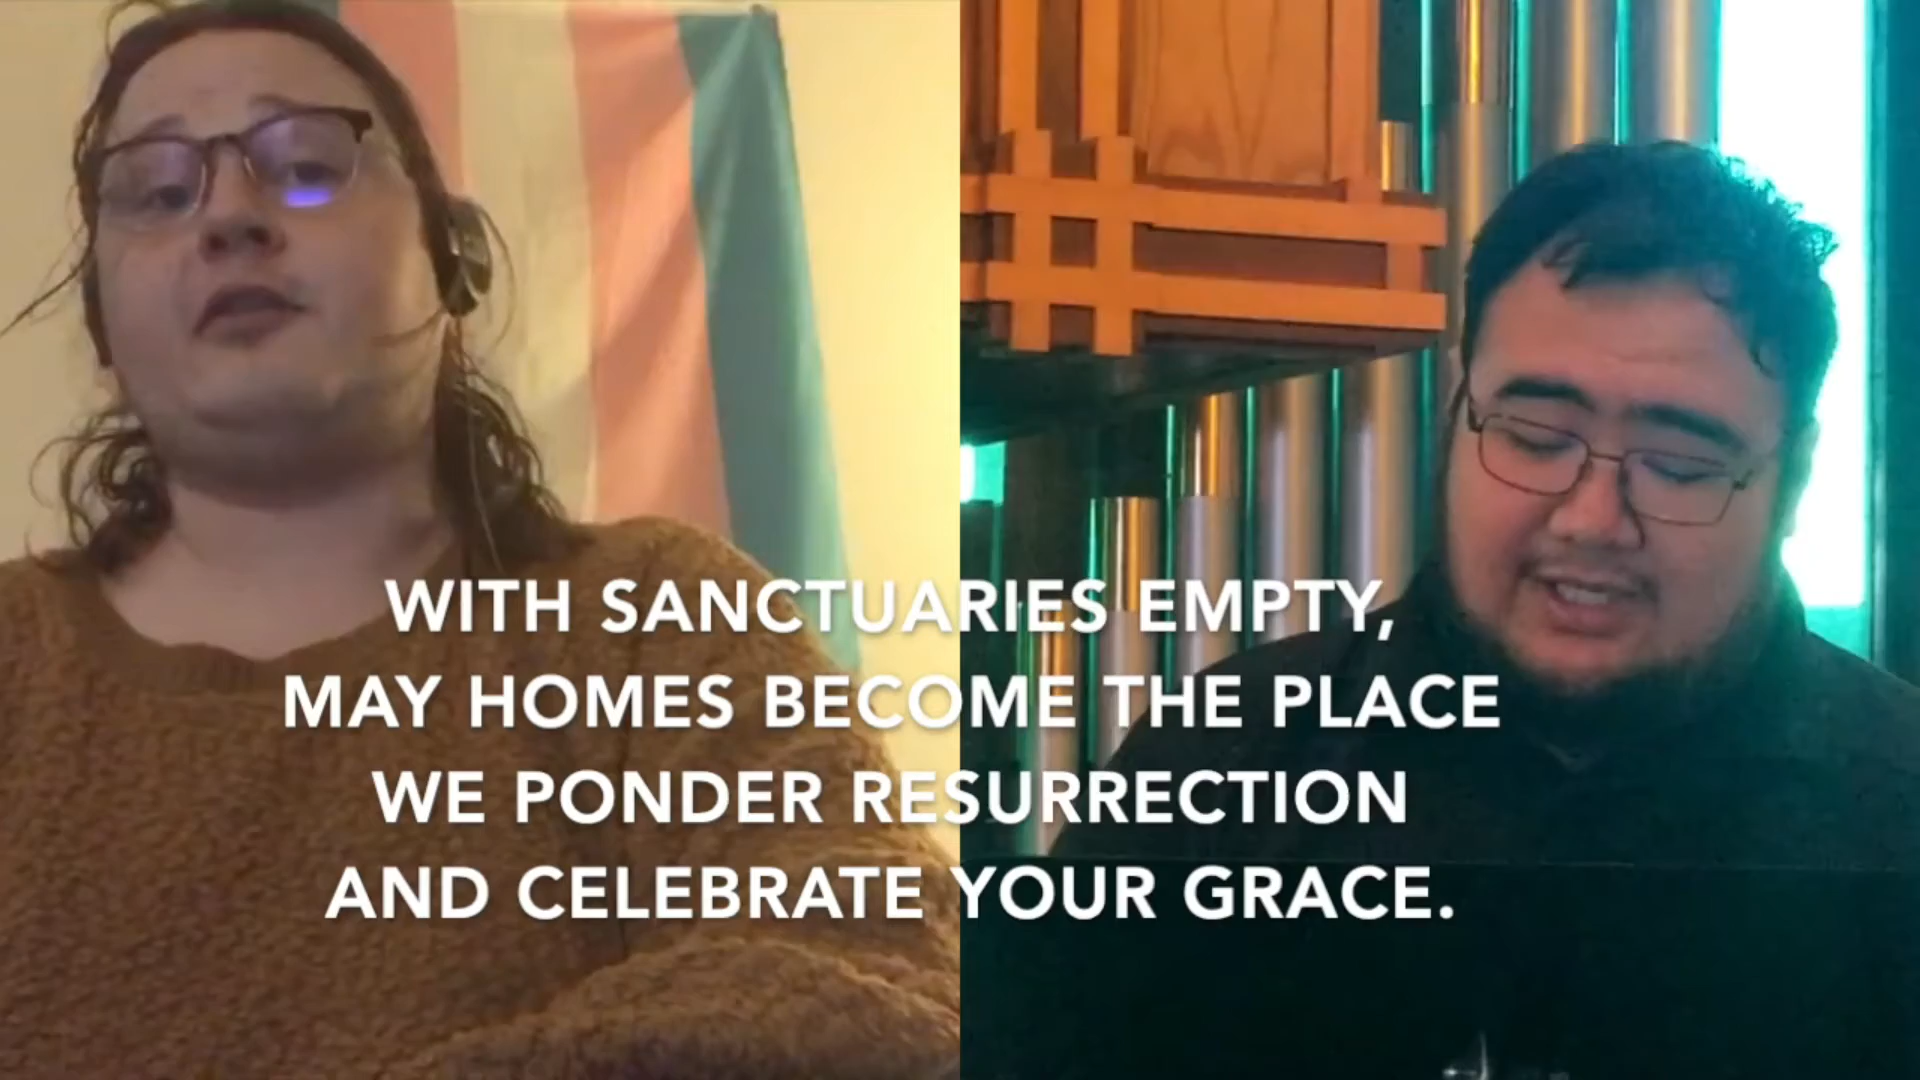 WITH SANCTUARIES EMPTY,
MAY HOMES BECOME THE PLACE
WE PONDER RESURRECTION
AND CELEBRATE YOUR GRACE.